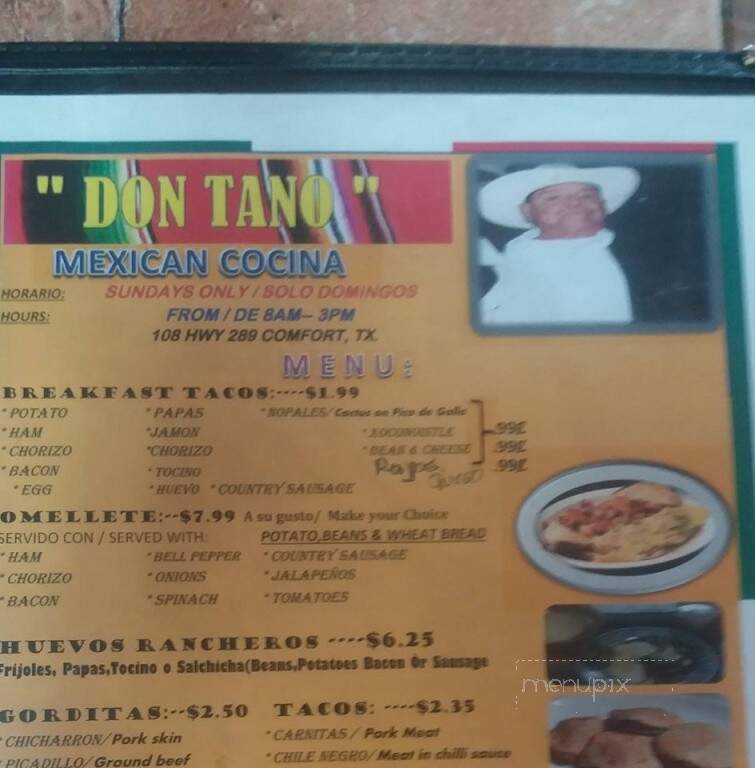 " DON TANO "
MEXICAN COCINA
HORARIO: SUNDAYS ONLY / SOLO DOMINGOS
HOURS: FROM / DE 8AM– 3PM
108 HWY 289 COMFORT, TX.
MENU:
BREAKFAST TACOS:----$1.99
* POTATO * PAPAS * NOPALES/ Cactus en Pico de Gallo
* HAM *JAMON * XOCONOSTLE .99¢
* CHORIZO *CHORIZO * BEAN & CHEESE .99¢
* BACON * TOCINO Rajas Queso .99¢
* EGG * HUEVO * COUNTRY SAUSAGE
OMELLETE:--$7.99 A su gusto/ Make your Choice
SERVIDO CON / SERVED WITH: POTATO,BEANS & WHEAT BREAD
* HAM * BELL PEPPER * COUNTRY SAUSAGE
* CHORIZO * ONIONS * JALAPEÑOS
* BACON * SPINACH * TOMATOES
HUEVOS RANCHEROS ----$6.25
Frijoles, Papas,Tocino o Salchicha(Beans,Potatoes Bacon Or Sausage
GORDITAS:--$2.50 TACOS: ----$2.35
* CHICHARRON/ Pork skin * CARNITAS / Pork Meat
* PICADILLO/ Ground beef * CHILE NEGRO/ Meat in chilli sauce
menupix